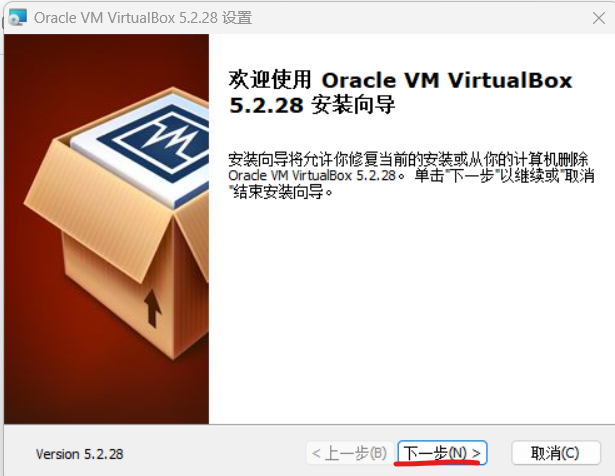 Oracle VM VirtualBox 5.2.28 设置
欢迎使用 Oracle VM VirtualBox
5.2.28 安装向导
安装向导将允许你修复当前的安装或从你的计算机删除
Oracle VM VirtualBox 5.2.28。 单击"下一步"以继续或"取消
"结束安装向导。
Version 5.2.28
< 上一步(B)
下一步(N) >
取消(C)